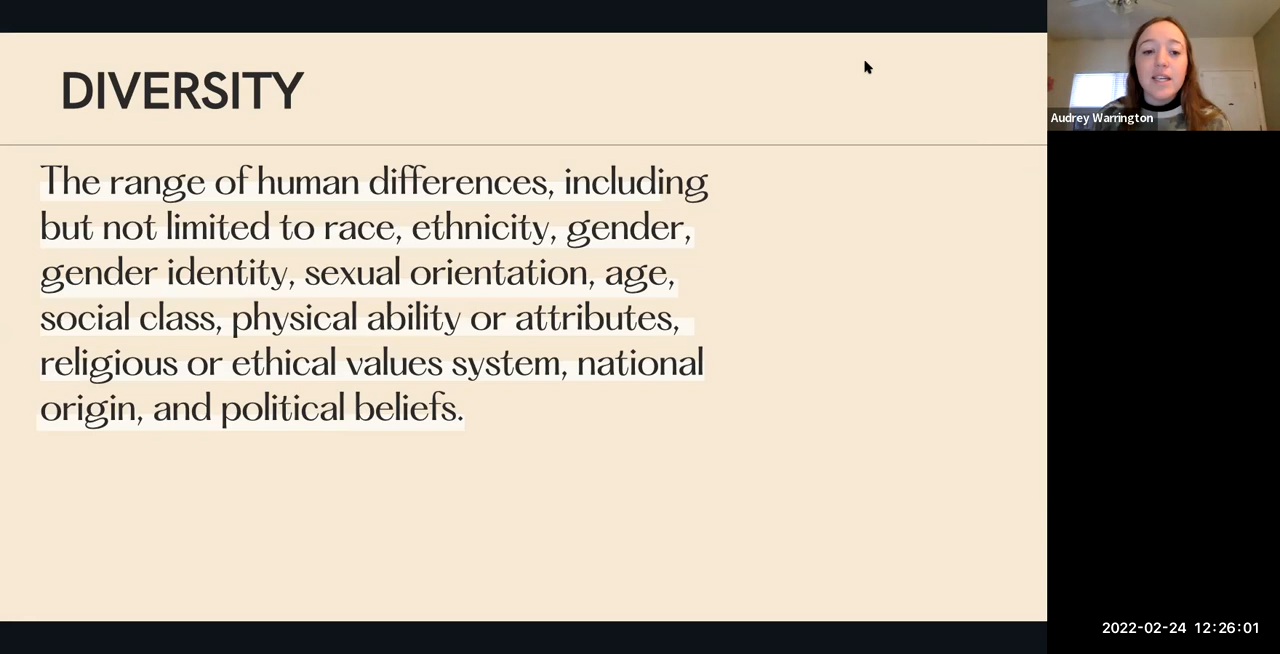 DIVERSITY
The range of human differences, including
but not limited to race, ethnicity, gender,
gender identity, sexual orientation, age,
social class, physical ability or attributes,
religious or ethical values system, national
origin, and political beliefs.
Audrey Warrington
2022-02-24 12:26:01